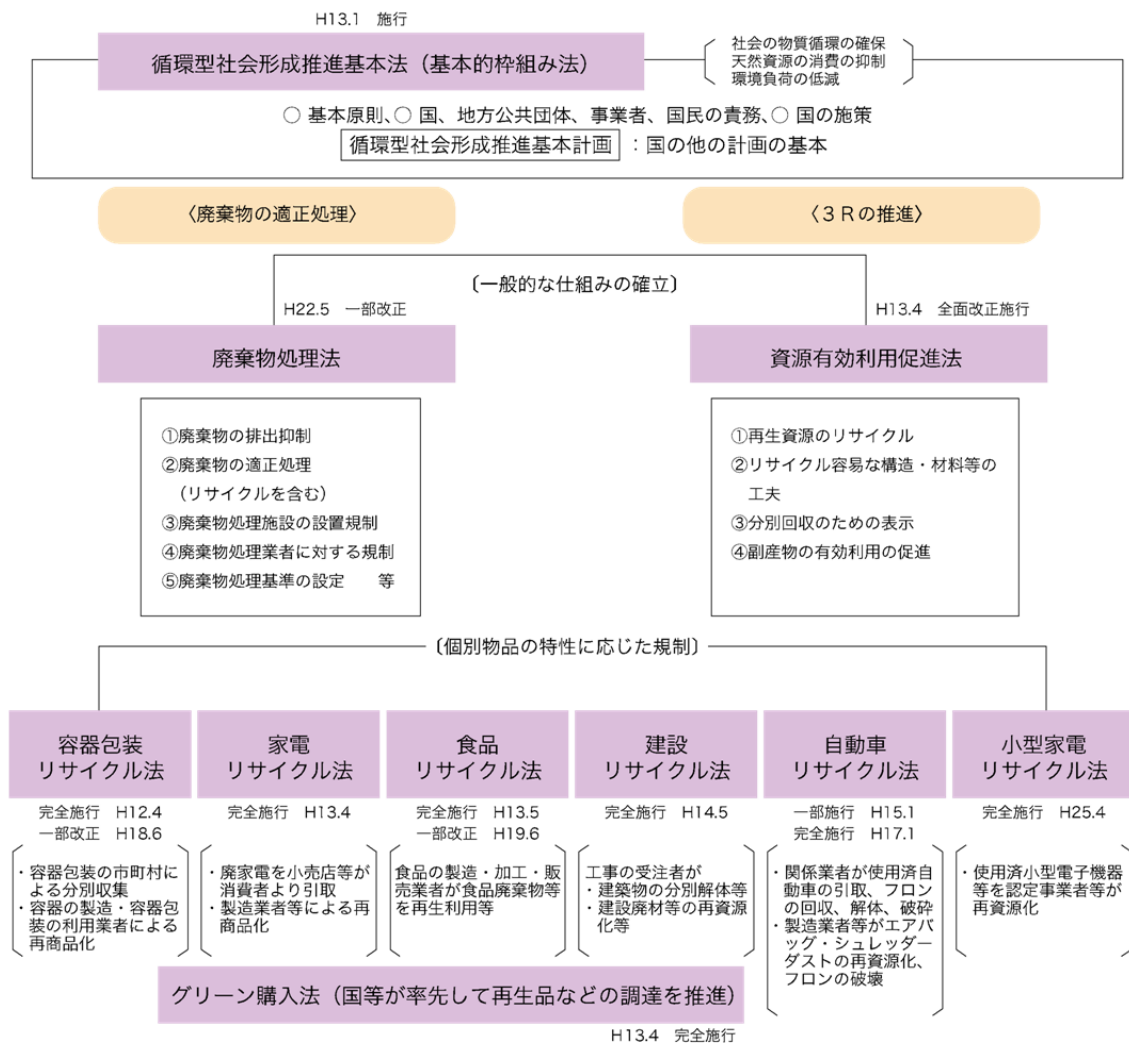 H13.1 施行
循環型社会形成推進基本法（基本的枠組み法）
社会の物質循環の確保
天然資源の消費の抑制
環境負荷の低減
○ 基本原則、○ 国、地方公共団体、事業者、国民の責務、○ 国の施策
循環型社会形成推進基本計画 ：国の他の計画の基本
〈廃棄物の適正処理〉
〈３Ｒの推進〉
〔一般的な仕組みの確立〕
H22.5 一部改正
廃棄物処理法
①廃棄物の排出抑制
②廃棄物の適正処理
（リサイクルを含む）
③廃棄物処理施設の設置規制
④廃棄物処理業者に対する規制
⑤廃棄物処理基準の設定 等
H13.4 全面改正施行
資源有効利用促進法
①再生資源のリサイクル
②リサイクル容易な構造・材料等の
工夫
③分別回収のための表示
④副産物の有効利用の促進
〔個別物品の特性に応じた規制〕
容器包装
リサイクル法
完全施行 H12.4
一部改正 H18.6
・容器包装の市町村に
よる分別収集
・容器の製造・容器包
装の利用業者による
再商品化
家電
リサイクル法
完全施行 H13.4
・廃家電を小売店等が
消費者より引取
・製造業者等による再
商品化
食品
リサイクル法
完全施行 H13.5
一部改正 H19.6
食品の製造・加工・販
売業者が食品廃棄物等
を再生利用等
建設
リサイクル法
完全施行 H14.5
工事の受注者が
・建築物の分別解体等
・建設廃材等の再資源
化等
自動車
リサイクル法
一部施行 H15.1
完全施行 H17.1
・関係業者が使用済自
動車の引取、フロン
の回収、解体、破砕
・製造業者等がエアバ
ッグ・シュレッダー
ダストの再資源化、
フロンの破壊
小型家電
リサイクル法
完全施行 H25.4
・使用済小型電子機器
等を認定事業者等が
再資源化
グリーン購入法（国等が率先して再生品などの調達を推進）
H13.4 完全施行